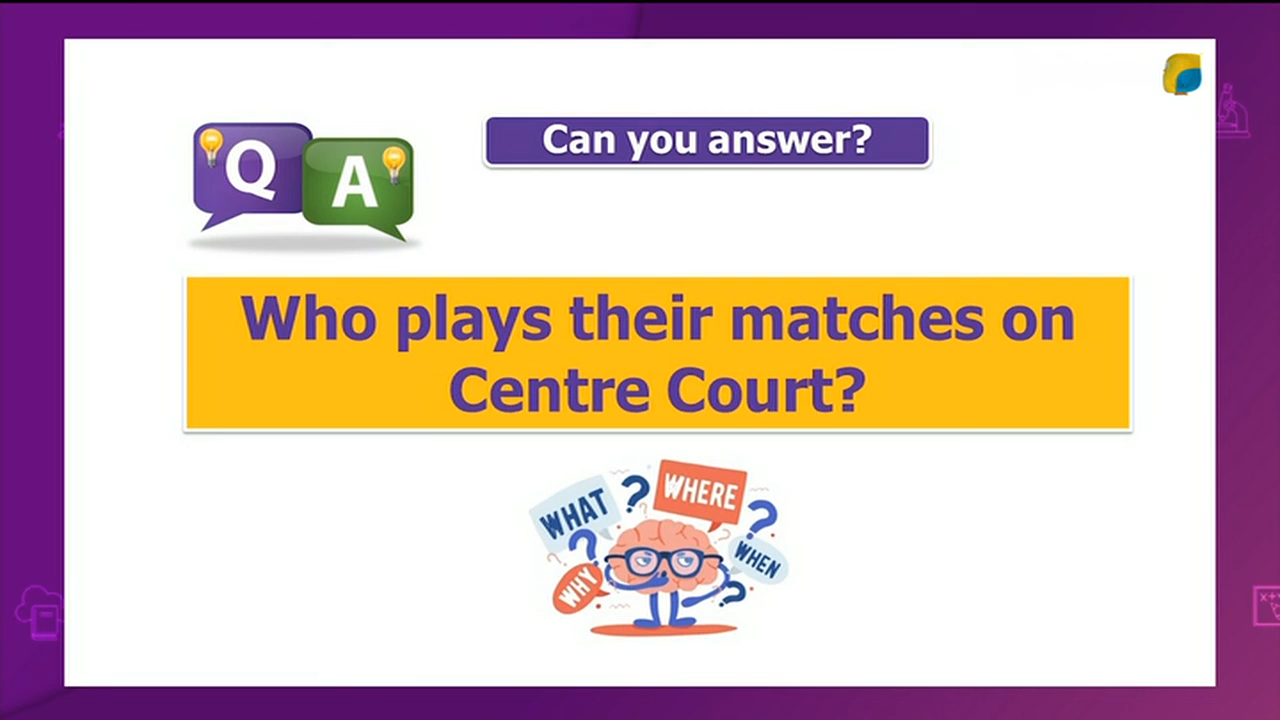 Q A
Can you answer?
Who plays their matches on
Centre Court?
WHAT ? WHERE
?
? WHEN
WHY ?